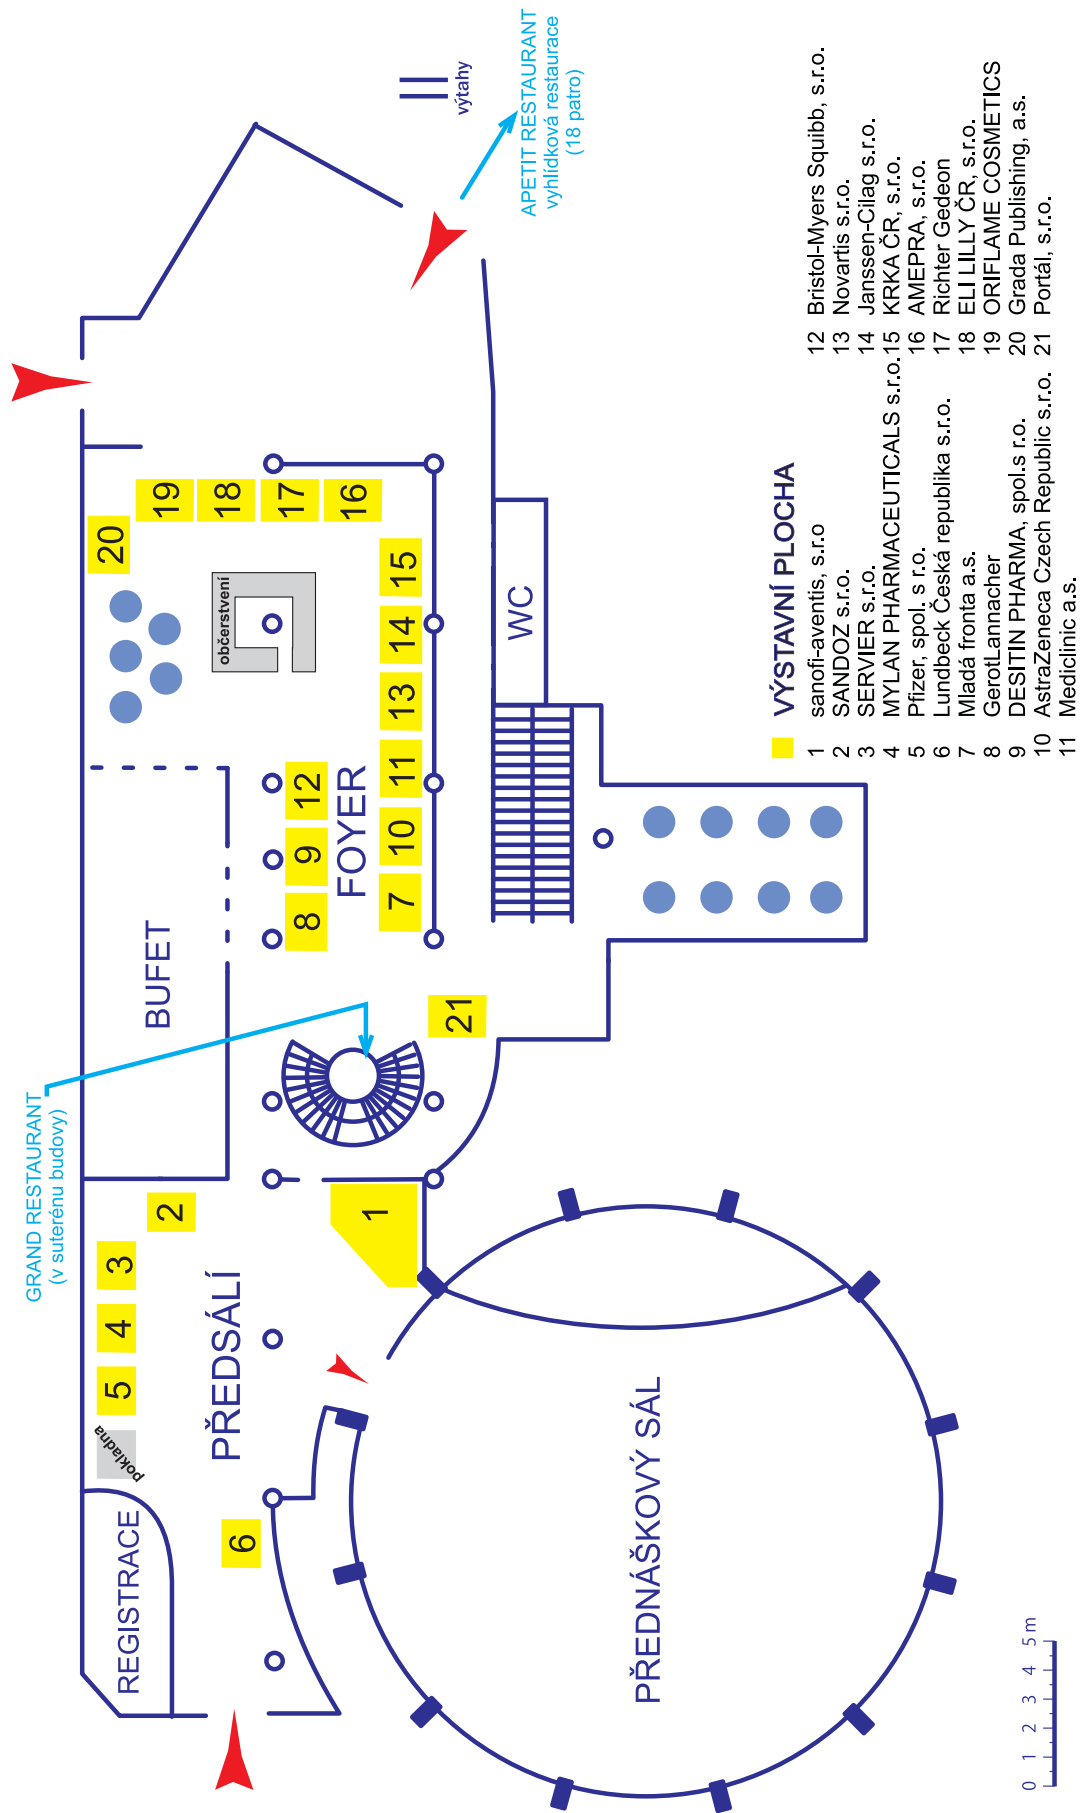 GRAND RESTAURANT
(v suterénu budovy)
REGISTRACE
pokladna
5
4
3
2
BUFET
20
19
18
17
16
občerstvení
6
PŘEDSÁLÍ
1
21
8
9
12
FOYER
7
10
11
13
14
15
WC
výtahy
APETIT RESTAURANT
vyhlídková restaurace
(18 patro)
PŘEDNÁŠKOVÝ SÁL
VÝSTAVNÍ PLOCHA
1 sanofi-aventis, s.r.o
2 SANDOZ s.r.o.
3 SERVIER s.r.o.
4 MYLAN PHARMACEUTICALS s.r.o.
5 Pfizer, spol. s r.o.
6 Lundbeck Česká republika s.r.o.
7 Mladá fronta a.s.
8 GerotLannacher
9 DESITIN PHARMA, spol.s r.o.
10 AstraZeneca Czech Republic s.r.o.
11 Mediclinic a.s.
12 Bristol-Myers Squibb, s.r.o.
13 Novartis s.r.o.
14 Janssen-Cilag s.r.o.
15 KRKA ČR, s.r.o.
16 AMEPRA, s.r.o.
17 Richter Gedeon
18 ELI LILLY ČR, s.r.o.
19 ORIFLAME COSMETICS
20 Grada Publishing, a.s.
21 Portál, s.r.o.
0 1 2 3 4 5 m